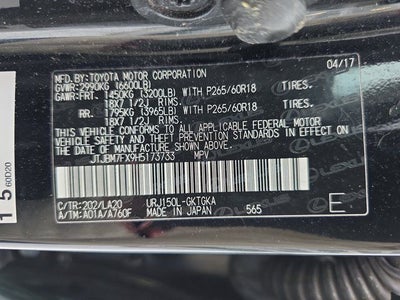 04/17
MFD. BY: TOYOTA MOTOR CORPORATION
GVWR: 2990KG (6600LB)
GAWR: FRT. 1450KG (3200LB) WITH P265/60R18 TIRES.
18X7 1/2J RIMS.
RR. 1795KG (3965LB) WITH P265/60R18 TIRES.
18X7 1/2J RIMS.
THIS VEHICLE CONFORMS TO ALL APPLICABLE FEDERAL MOTOR
VEHICLE SAFETY STANDARDS IN EFFECT ON THE DATE OF
MANUFACTURE SHOWN ABOVE.
JTJBM7FX9H5173733 MPV
C/TR: 202/LA20 URJ150L-GKTGKA
A/TM: A01A/A760F MADE IN JAPAN 565 E
15
60D20